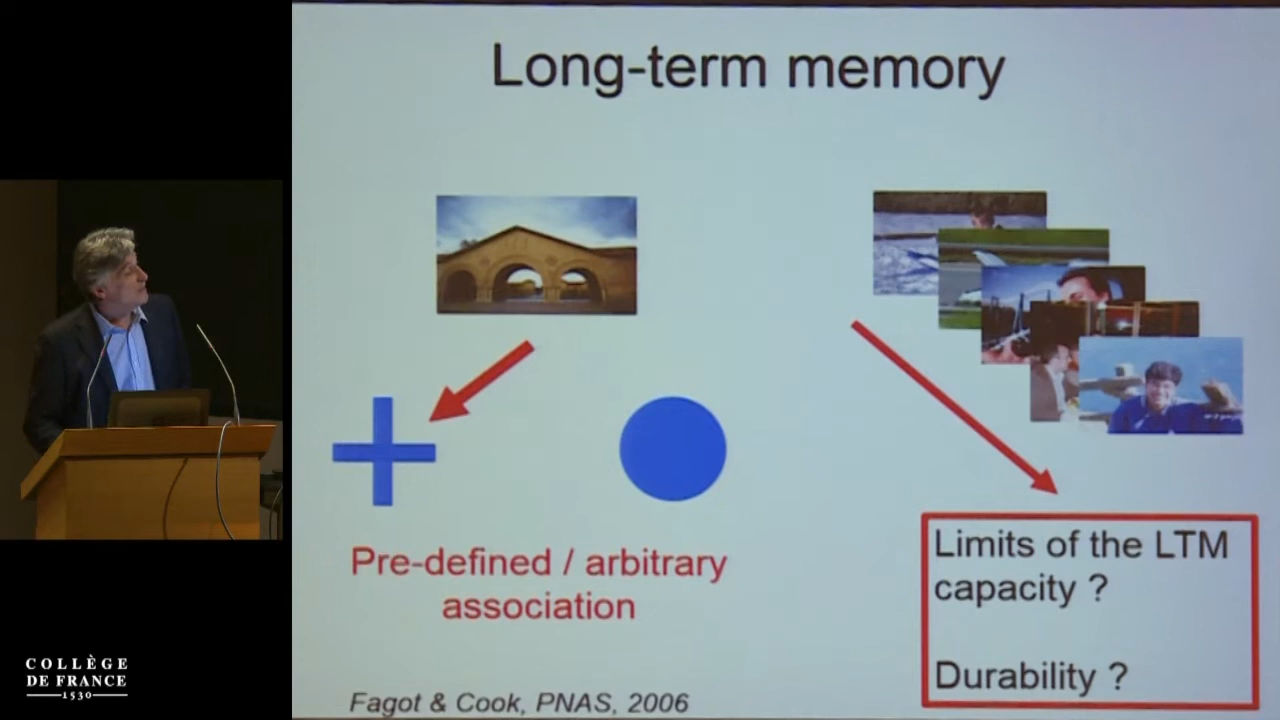 Long-term memory
Pre-defined / arbitrary
association
Limits of the LTM
capacity ?
Durability ?
Fagot & Cook, PNAS, 2006
COLLÈGE
DE FRANCE
1530